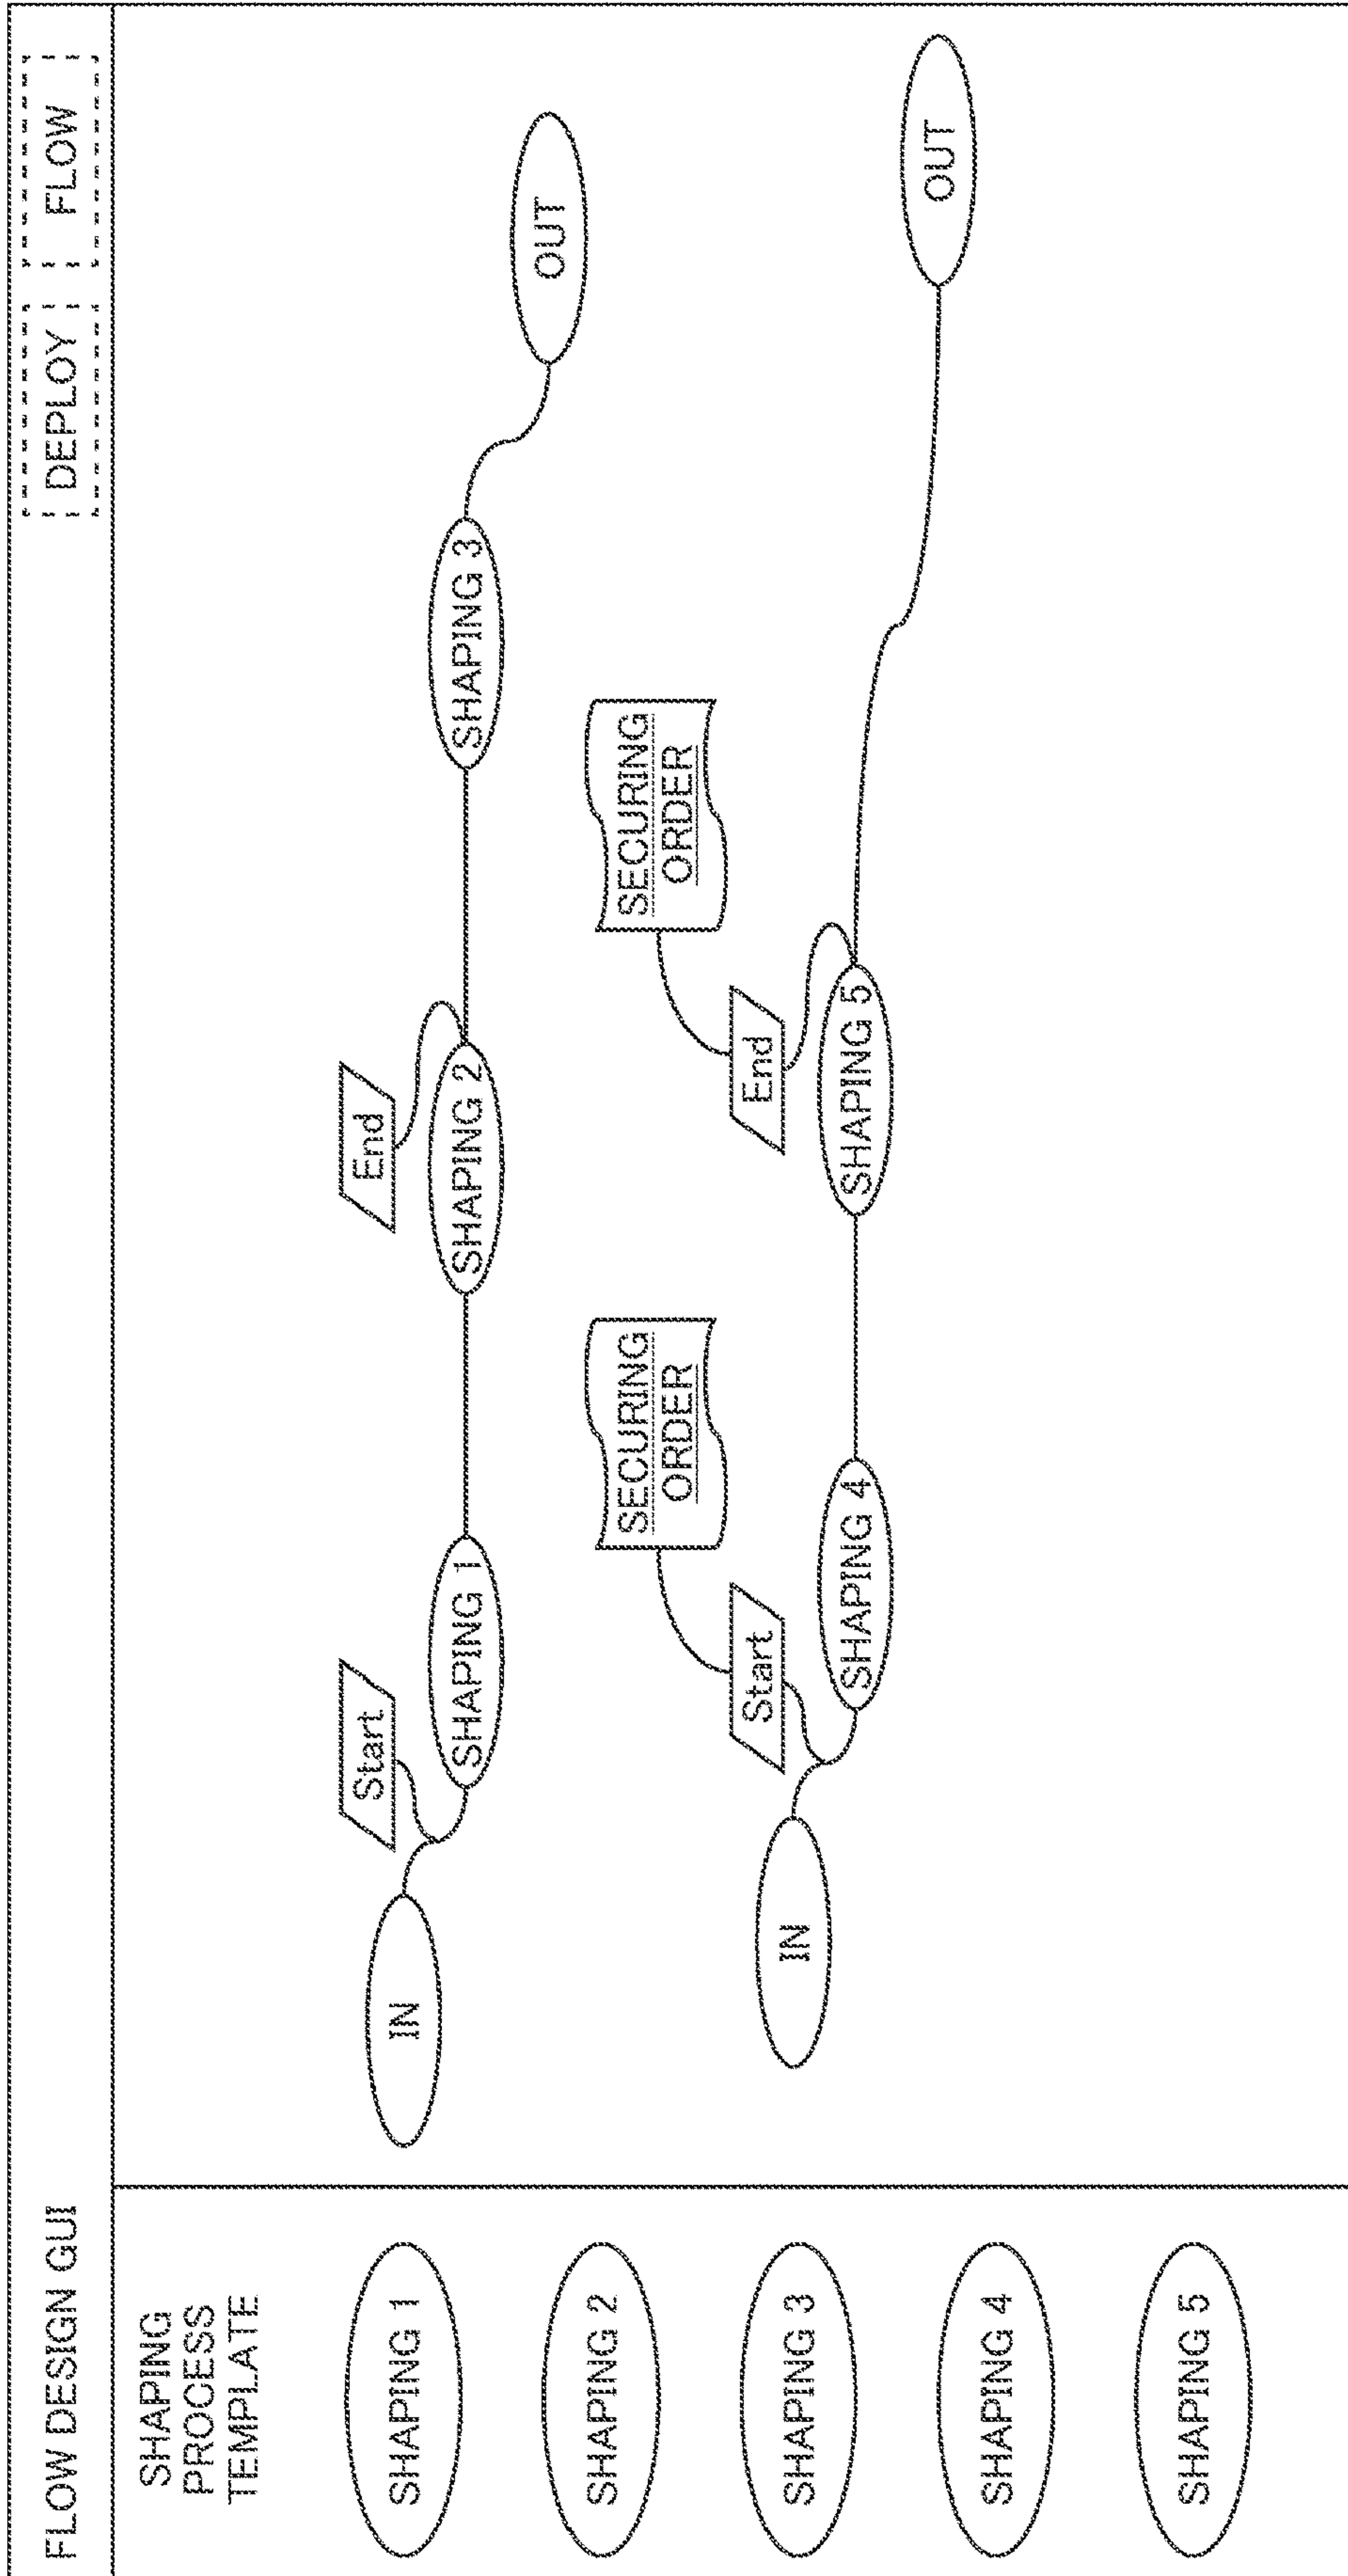 FLOW DESIGN GUI
DEPLOY
FLOW
SHAPING
PROCESS
TEMPLATE
SHAPING 1
SHAPING 2
SHAPING 3
SHAPING 4
SHAPING 5
IN
Start
SHAPING 1
End
SHAPING 2
SHAPING 3
OUT
IN
Start
SECURING
ORDER
SHAPING 4
End
SECURING
ORDER
SHAPING 5
OUT